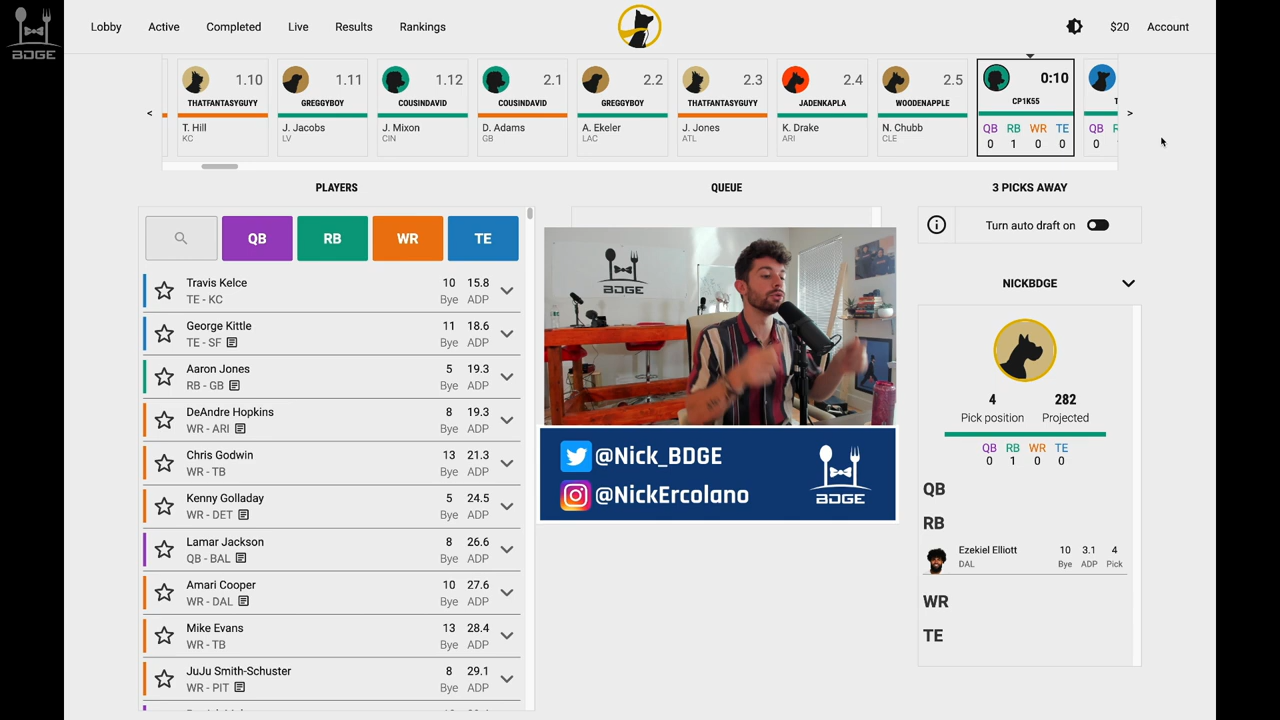 BDGE
Lobby Active Completed Live Results Rankings $20 Account
1.10 1.11 1.12 2.1 2.2 2.3 2.4 2.5 0:10
THATFANTASYGUYY GREGGYBOY COUSINDAVID COUSINDAVID GREGGYBOY THATFANTASYGUYY JADENKAPLA WOODENAPPLE CP1K55 T
< T. Hill J. Jacobs J. Mixon D. Adams A. Ekeler J. Jones K. Drake N. Chubb QB RB WR TE QB R >
KC LV CIN GB LAC ATL ARI CLE 0 1 0 0 0
PLAYERS QUEUE 3 PICKS AWAY
QB RB WR TE
Turn auto draft on
Travis Kelce 10 15.8
TE - KC Bye ADP
George Kittle 11 18.6
TE - SF Bye ADP
Aaron Jones 5 19.3
RB - GB Bye ADP
DeAndre Hopkins 8 19.3
WR - ARI Bye ADP
Chris Godwin 13 21.3
WR - TB Bye ADP
Kenny Golladay 5 24.5
WR - DET Bye ADP
Lamar Jackson 8 26.6
QB - BAL Bye ADP
Amari Cooper 10 27.6
WR - DAL Bye ADP
Mike Evans 13 28.4
WR - TB Bye ADP
JuJu Smith-Schuster 8 29.1
WR - PIT Bye ADP
BDGE
@Nick_BDGE
@NickErcolano
BDGE
NICKBDGE
4 282
Pick position Projected
QB RB WR TE
0 1 0 0
QB
RB
Ezekiel Elliott 10 3.1 4
DAL Bye ADP Pick
WR
TE